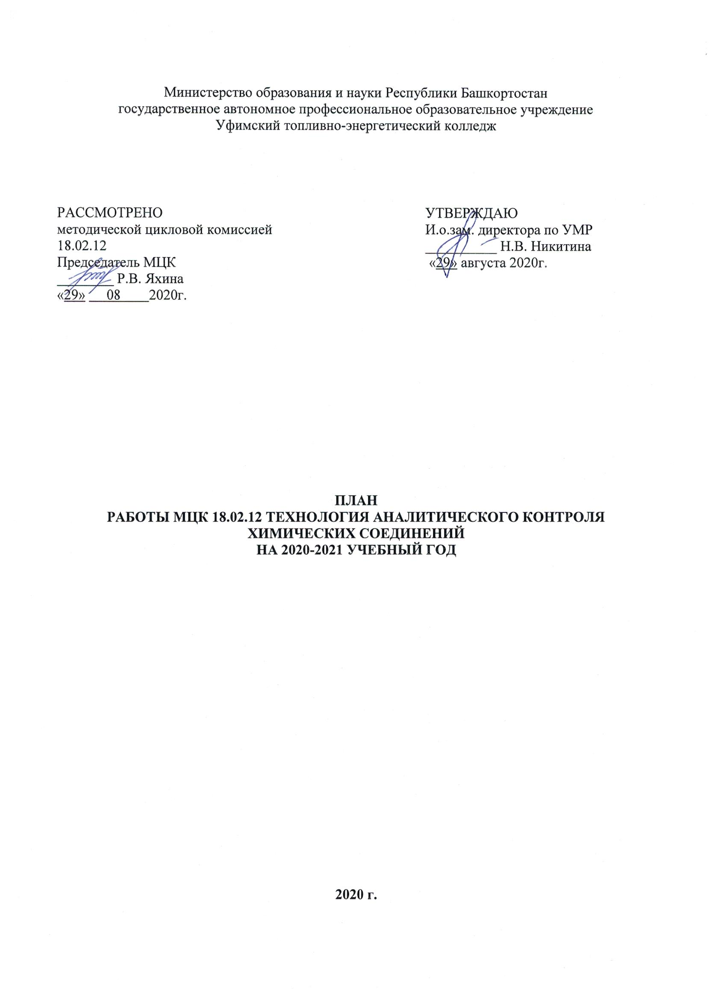 Министерство образования и науки Республики Башкортостан
государственное автономное профессиональное образовательное учреждение
Уфимский топливно-энергетический колледж
РАССМОТРЕНО
методической цикловой комиссией
18.02.12
Председатель МЦК
__________ Р.В. Яхина
«29» ___08____2020г.
УТВЕРЖДАЮ
И.о.зам. директора по УМР
__________ Н.В. Никитина
«29» августа 2020г.
ПЛАН
РАБОТЫ МЦК 18.02.12 ТЕХНОЛОГИЯ АНАЛИТИЧЕСКОГО КОНТРОЛЯ
ХИМИЧЕСКИХ СОЕДИНЕНИЙ
НА 2020-2021 УЧЕБНЫЙ ГОД
2020 г.